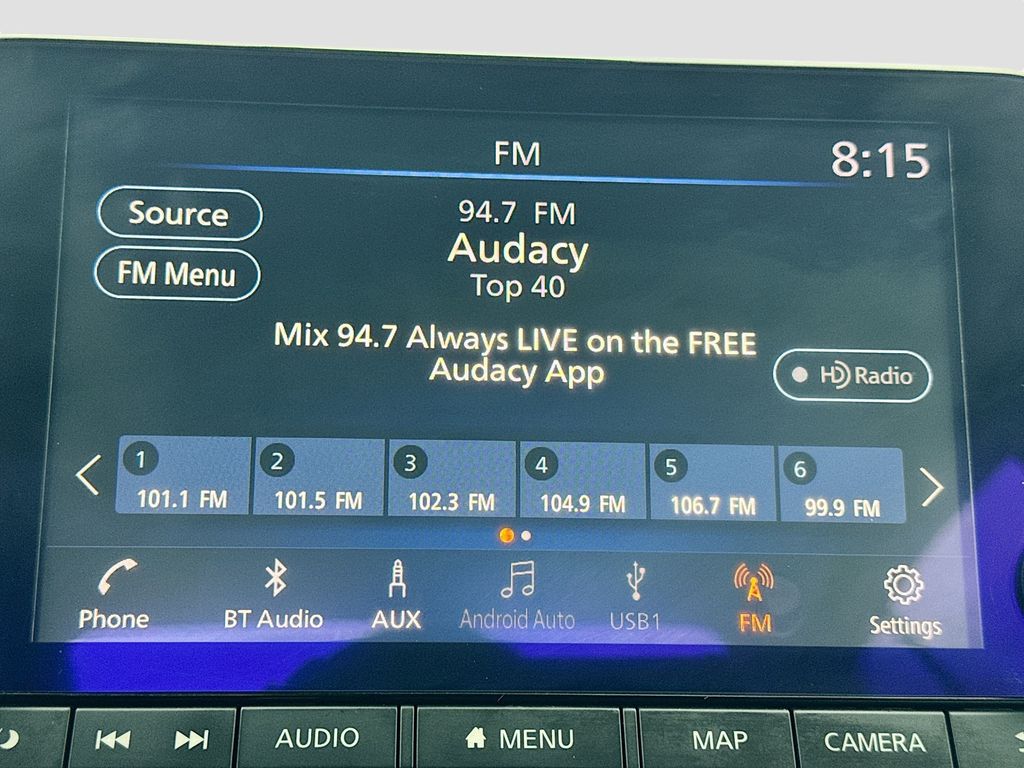 FM
8:15
Source
94.7 FM
Audacy
FM Menu
Top 40
Mix 94.7 Always LIVE on the FREE
Audacy App
HD Radio
1
101.1 FM
2
101.5 FM
3
102.3 FM
4
104.9 FM
5
106.7 FM
6
99.9 FM
Phone
BT Audio
AUX
Android Auto
USB1
FM
Settings
AUDIO
MENU
MAP
CAMERA